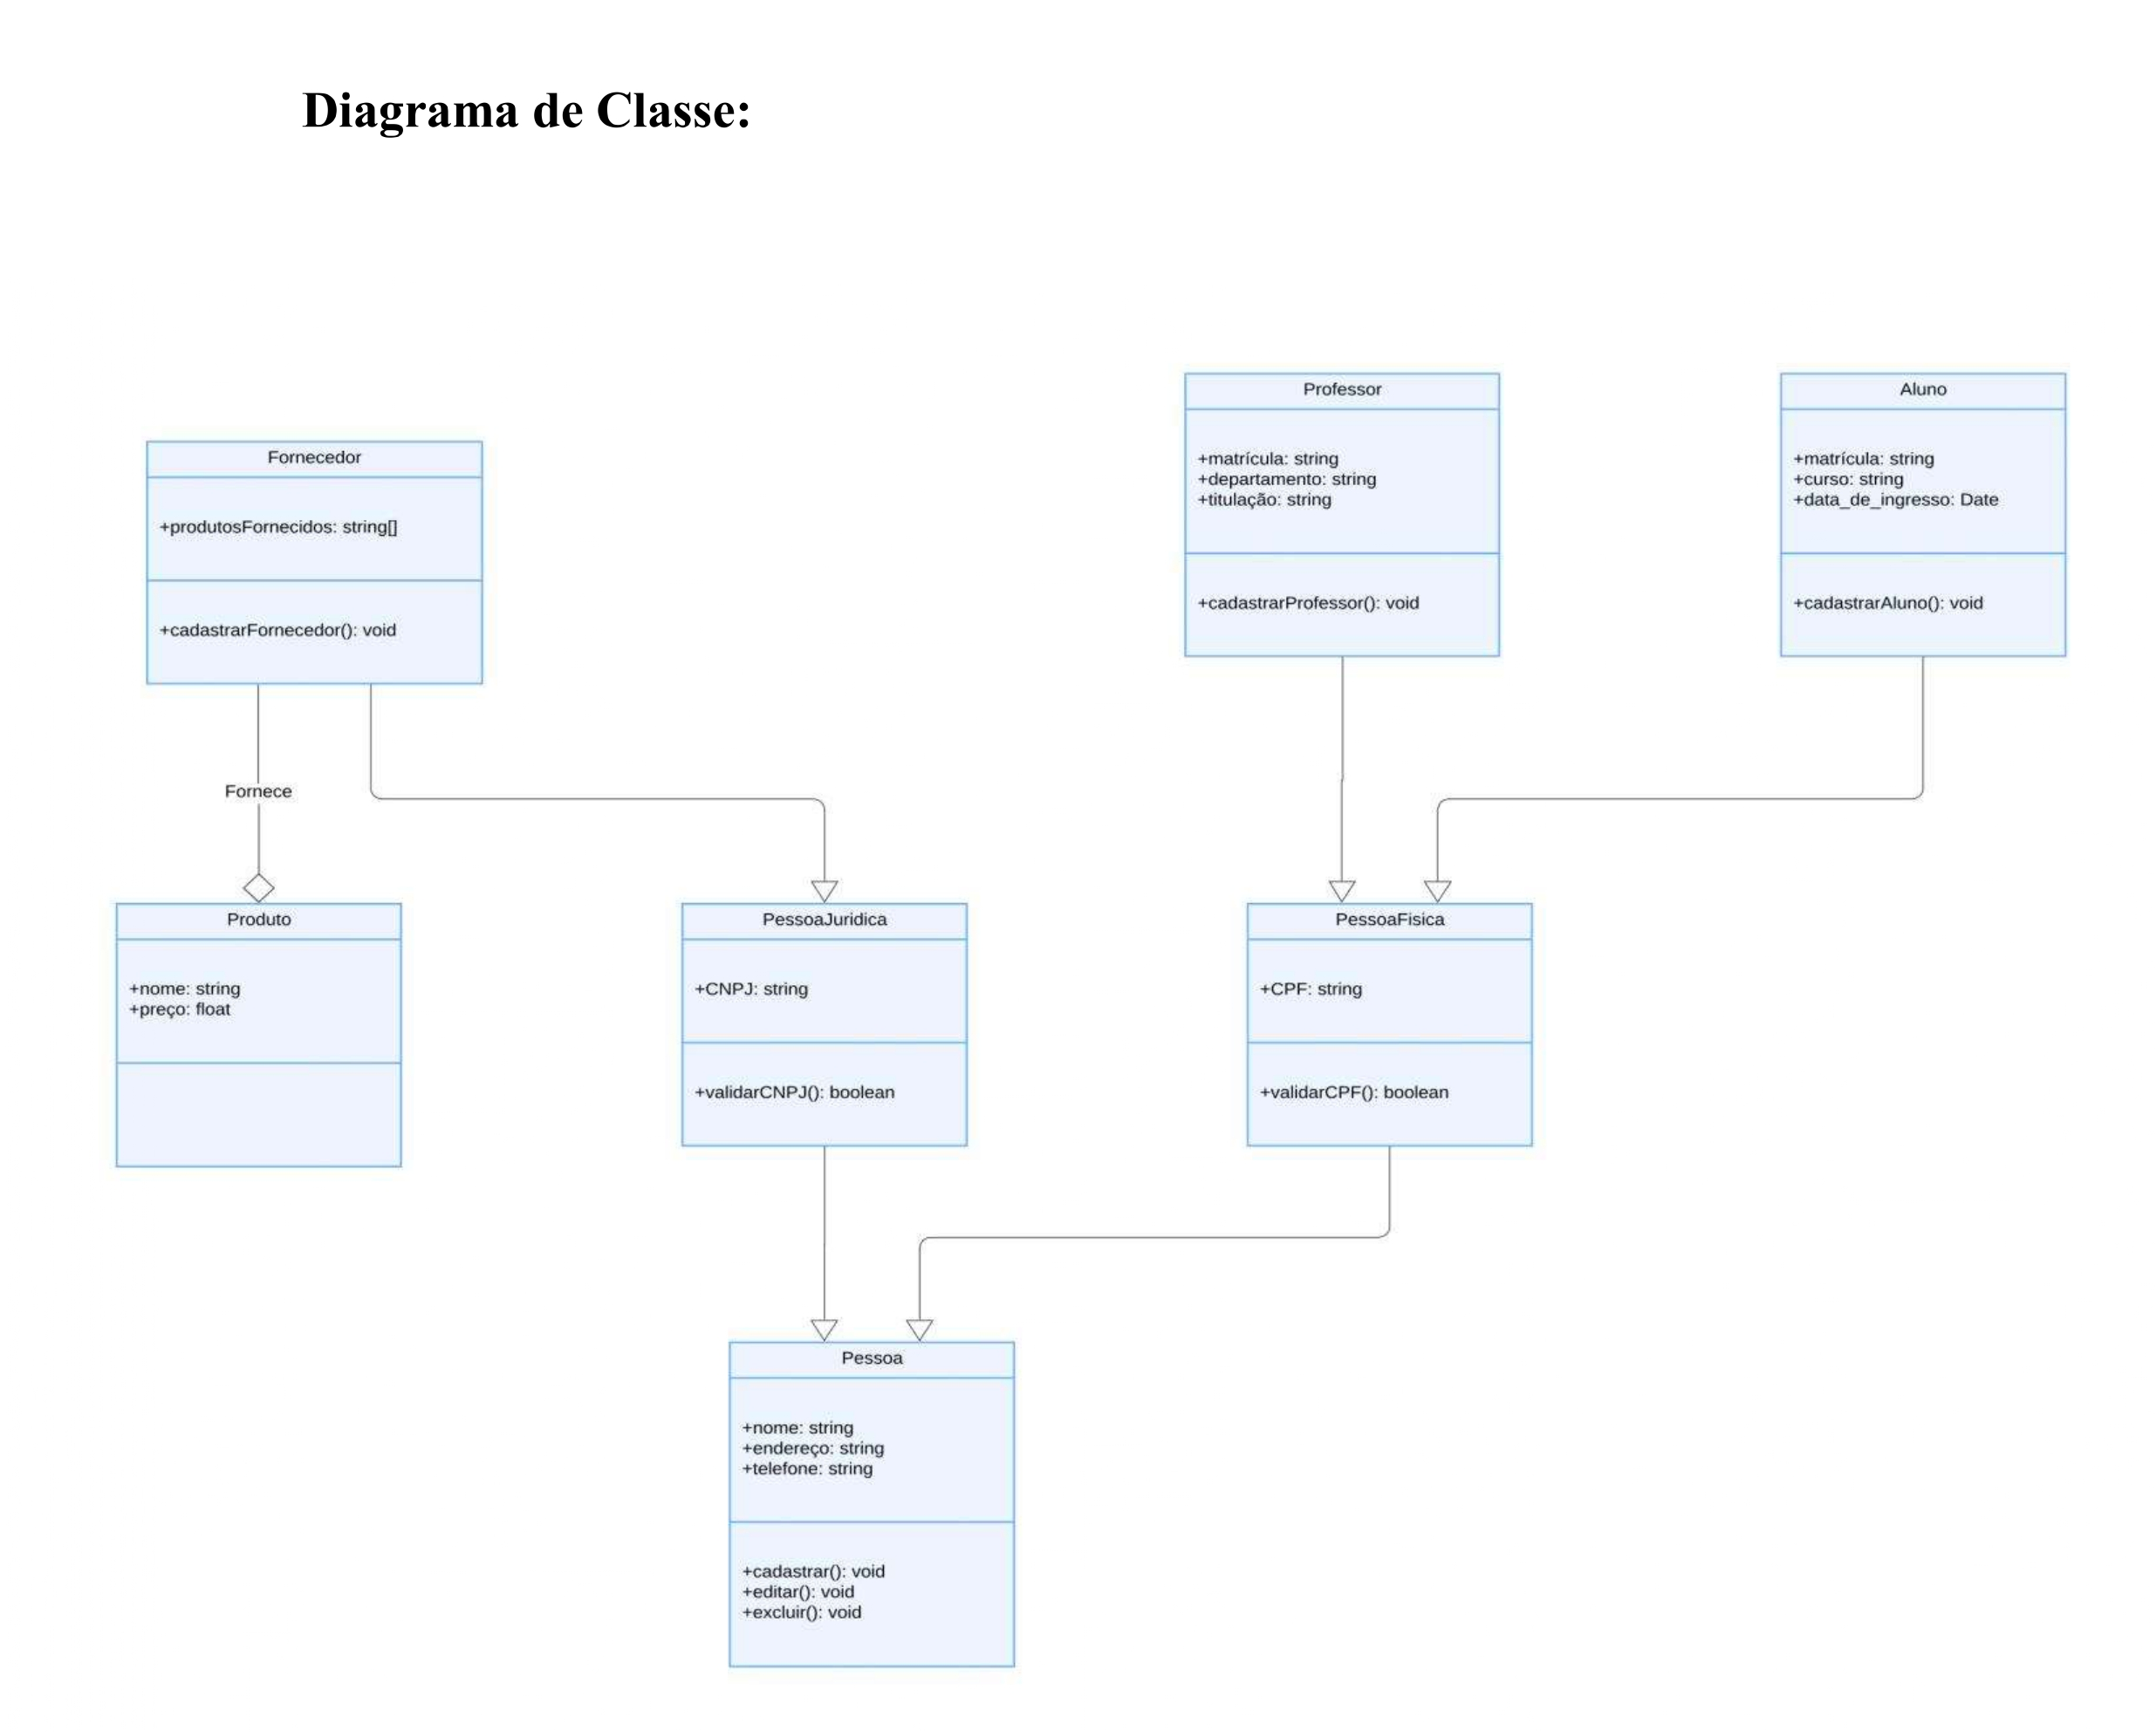 Diagrama de Classe:
Fornecedor
+produtosFornecidos: string[]
+cadastrarFornecedor(): void
Professor
+matrícula: string
+departamento: string
+titulação: string
+cadastrarProfessor(): void
Aluno
+matrícula: string
+curso: string
+data_de_ingresso: Date
+cadastrarAluno(): void
Fornece
Produto
+nome: string
+preço: float
PessoaJuridica
+CNPJ: string
+validarCNPJ(): boolean
PessoaFisica
+CPF: string
+validarCPF(): boolean
Pessoa
+nome: string
+endereço: string
+telefone: string
+cadastrar(): void
+editar(): void
+excluir(): void